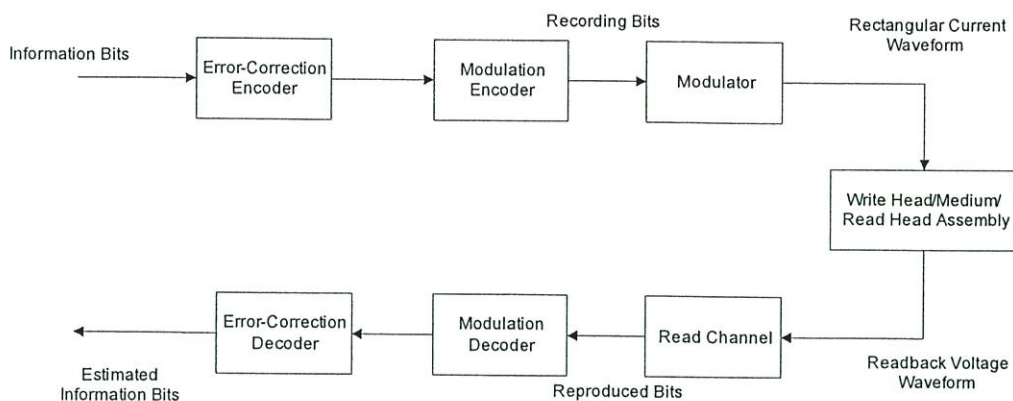 Information Bits
Error-Correction
Encoder
Modulation
Encoder
Recording Bits
Modulator
Rectangular Current
Waveform
Write Head/Medium/
Read Head Assembly
Readback Voltage
Waveform
Read Channel
Reproduced Bits
Modulation
Decoder
Error-Correction
Decoder
Estimated
Information Bits